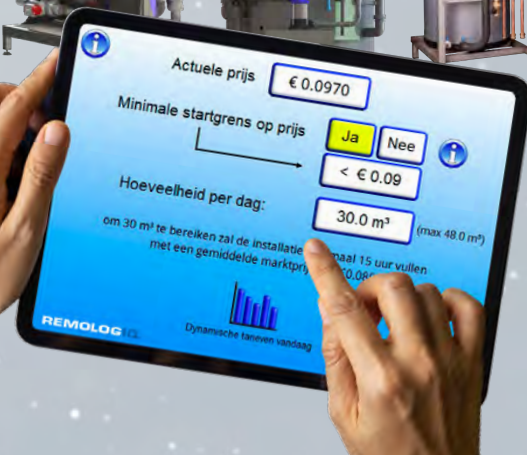 Actuele prijs € 0.0970
Minimale startgrens op prijs Ja Nee
< € 0.09
Hoeveelheid per dag: 30.0 m³ (max 48.0 m³)
om 30 m³ te bereiken zal de installatie maal 15 uur vullen
met een gemiddelde marktprij
Dynamische tarieven vandaag
REMOLOG